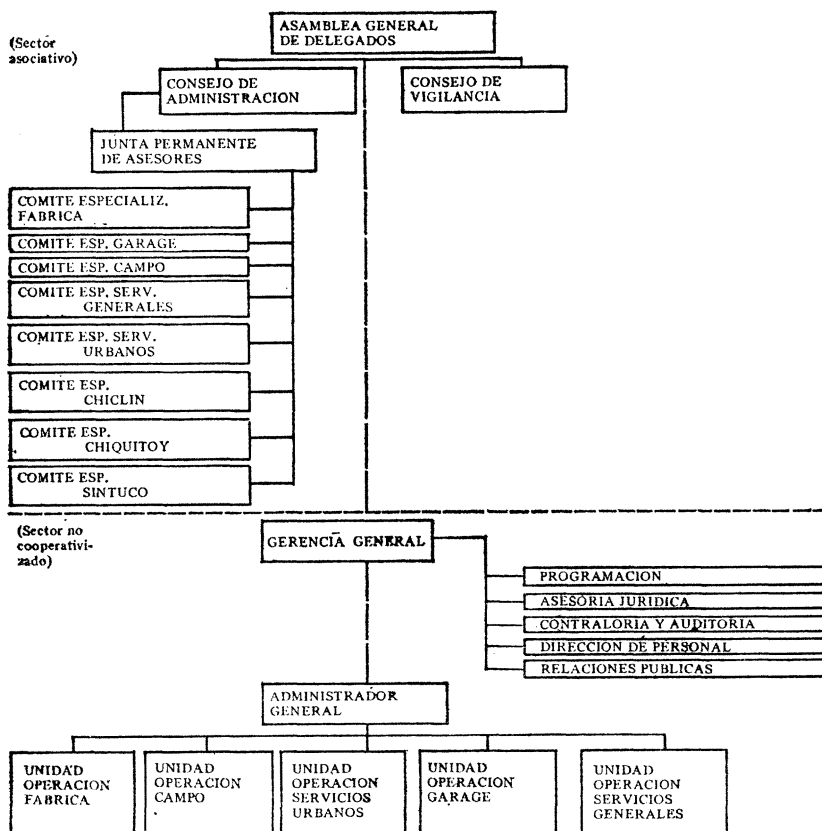 ASAMBLEA GENERAL
DE DELEGADOS
(Sector
asociativo)
CONSEJO DE
ADMINISTRACION
CONSEJO DE
VIGILANCIA
JUNTA PERMANENTE
DE ASESORES
COMITE ESPECIALIZ.
FABRICA
COMITE ESP. GARAGE
COMITE ESP. CAMPO
COMITE ESP. SERV.
GENERALES
COMITE ESP. SERV.
URBANOS
COMITE ESP.
CHICLIN
COMITE ESP.
CHIQUITOY
COMITE ESP.
SINTUCO
(Sector no
cooperativi-
zado)
GERENCIA GENERAL
PROGRAMACION
ASESORIA JURIDICA
CONTRALORIA Y AUDITORIA
DIRECCION DE PERSONAL
RELACIONES PUBLICAS
ADMINISTRADOR
GENERAL
UNIDAD
OPERACION
FABRICA
UNIDAD
OPERACION
CAMPO
UNIDAD
OPERACION
SERVICIOS
URBANOS
UNIDAD
OPERACION
GARAGE
UNIDAD
OPERACION
SERVICIOS
GENERALES